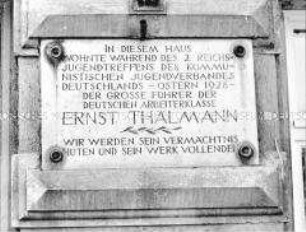 IN DIESEM HAUS
WOHNTE WÄHREND DES 2. REICHS-
JUGENDTREFFENS DES KOMMU-
NISTISCHEN JUGENDVERBANDES
DEUTSCHLANDS - OSTERN 1926 -
DER GROSSE FÜHRER DER
DEUTSCHEN ARBEITERKLASSE
ERNST THÄLMANN
WIR WERDEN SEIN VERMÄCHTNIS
HÜTEN UND SEIN WERK VOLLENDEN